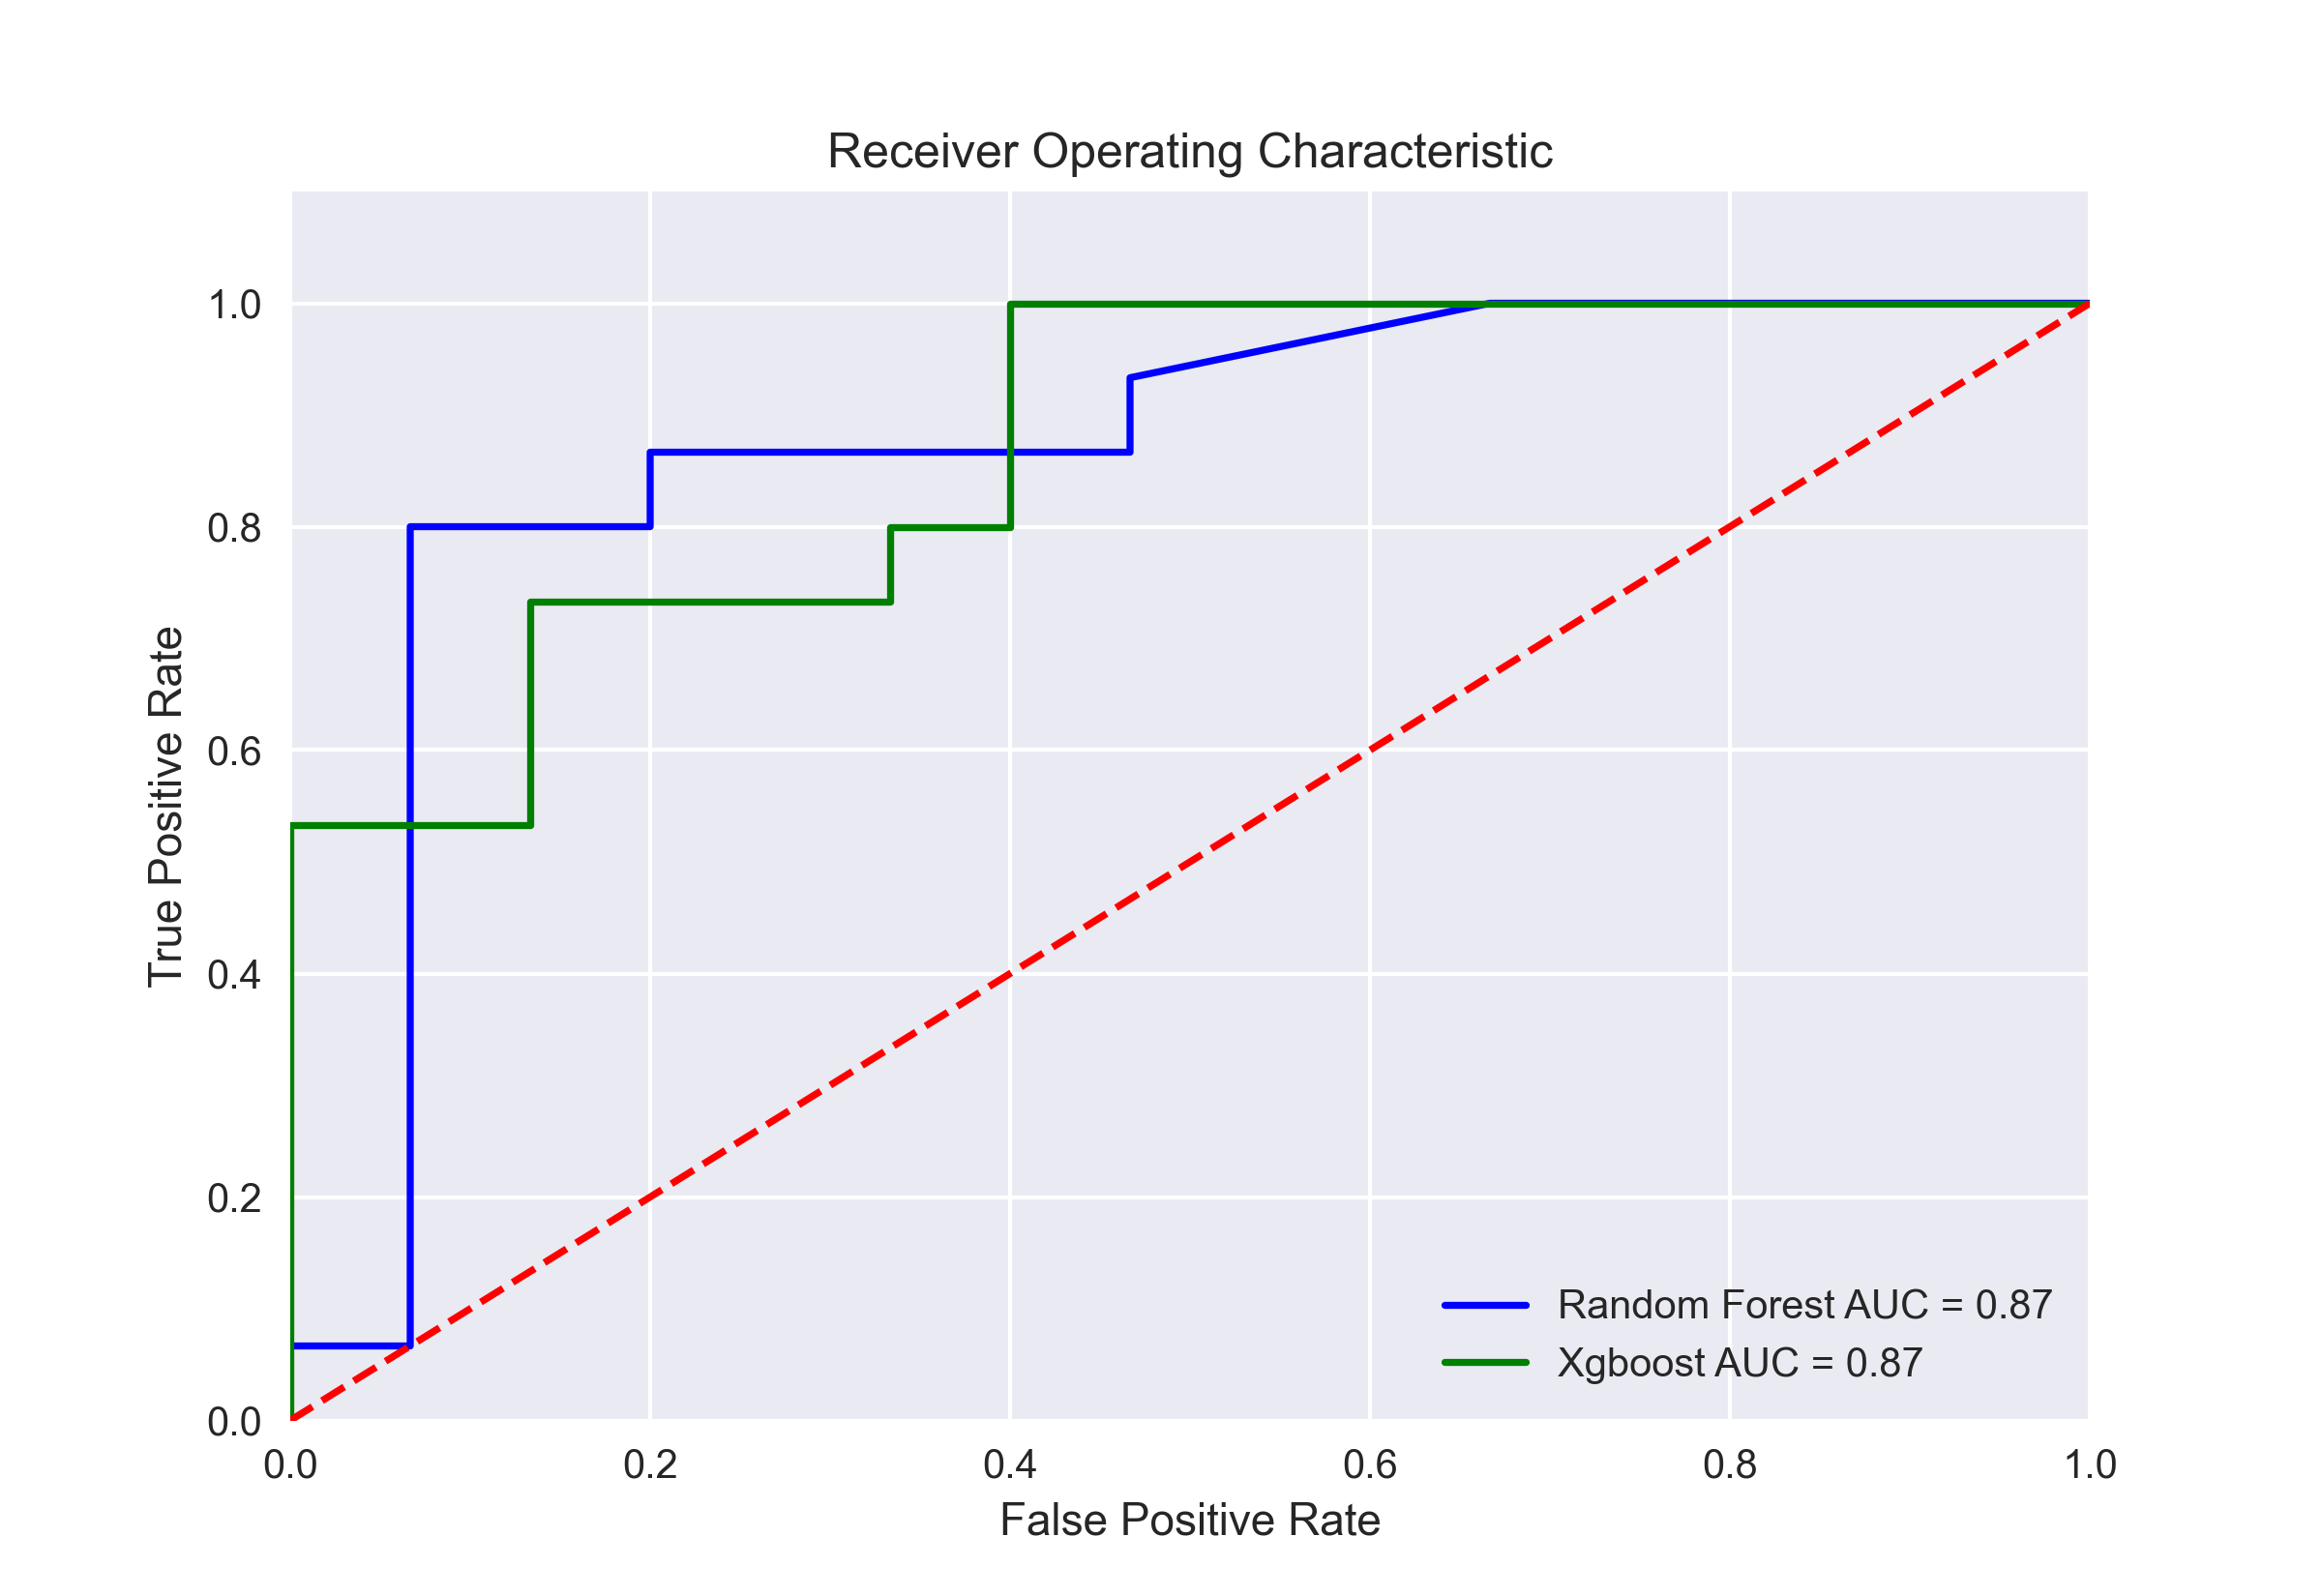 Receiver Operating Characteristic
1.0
0.8
0.6
0.4
0.2
0.0
True Positive Rate
0.0 0.2 0.4 0.6 0.8 1.0
False Positive Rate
Random Forest AUC = 0.87
Xgboost AUC = 0.87